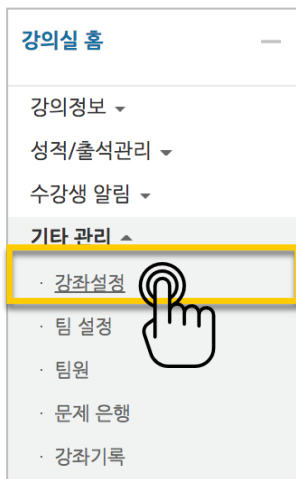 강의실 홈
강의정보
성적/출석관리
수강생 알림
기타 관리
· 강좌설정
· 팀 설정
· 팀원
· 문제 은행
· 강좌기록